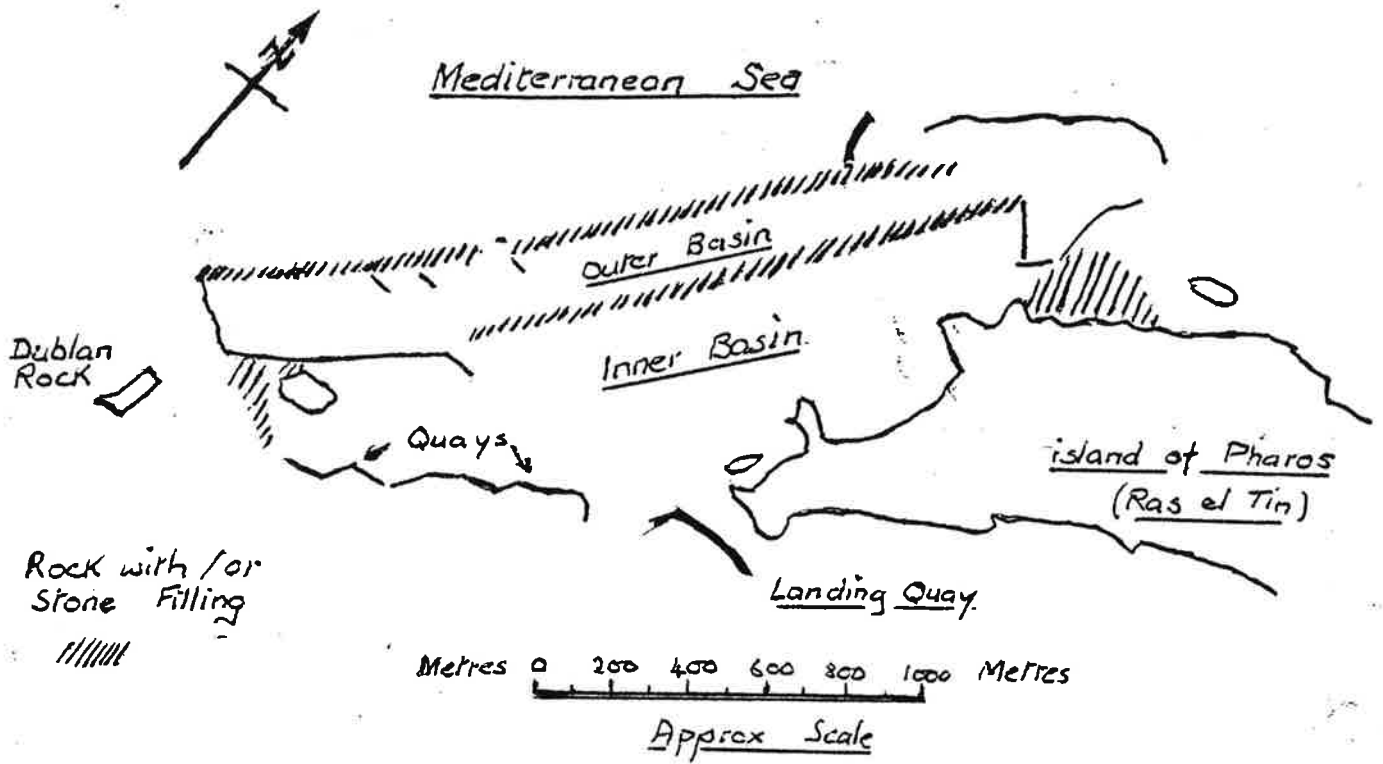 N
Mediterranean Sea
Outer Basin
Inner Basin
Dublan
Rock
Quays
island of Pharos
(Ras el Tin)
Rock with / or
Stone Filling
Landing Quay.
Metres 0 200 400 600 800 1000 Metres
Approx Scale